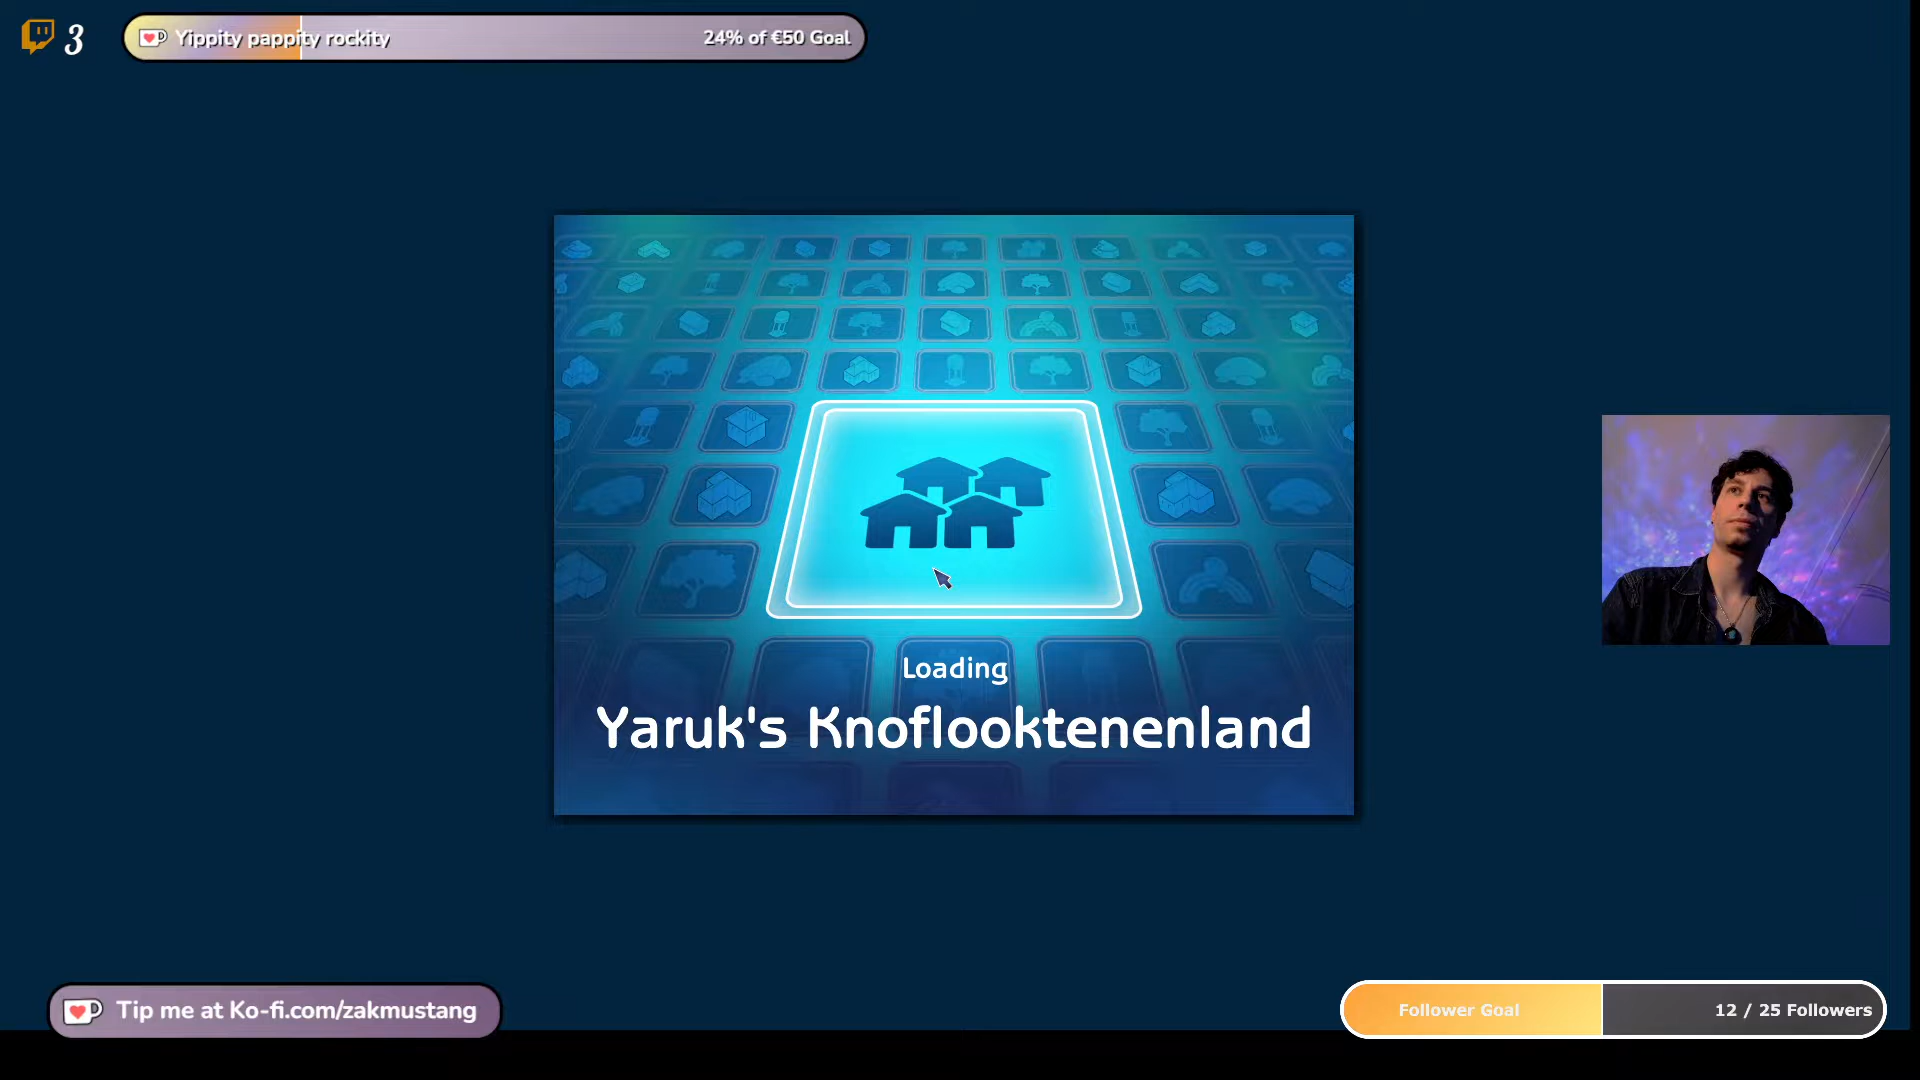 3
Yippity pappity rockity
24% of €50 Goal
Loading
Yaruk's Knoflooktenenland
Tip me at Ko-fi.com/zakmustang
Follower Goal
12 / 25 Followers